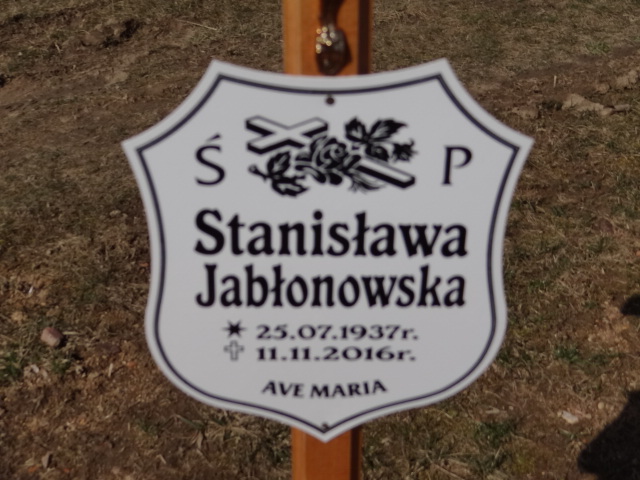 Ś P
Stanisława
Jabłonowska
✶ 25.07.1937r.
✝ 11.11.2016r.
AVE MARIA